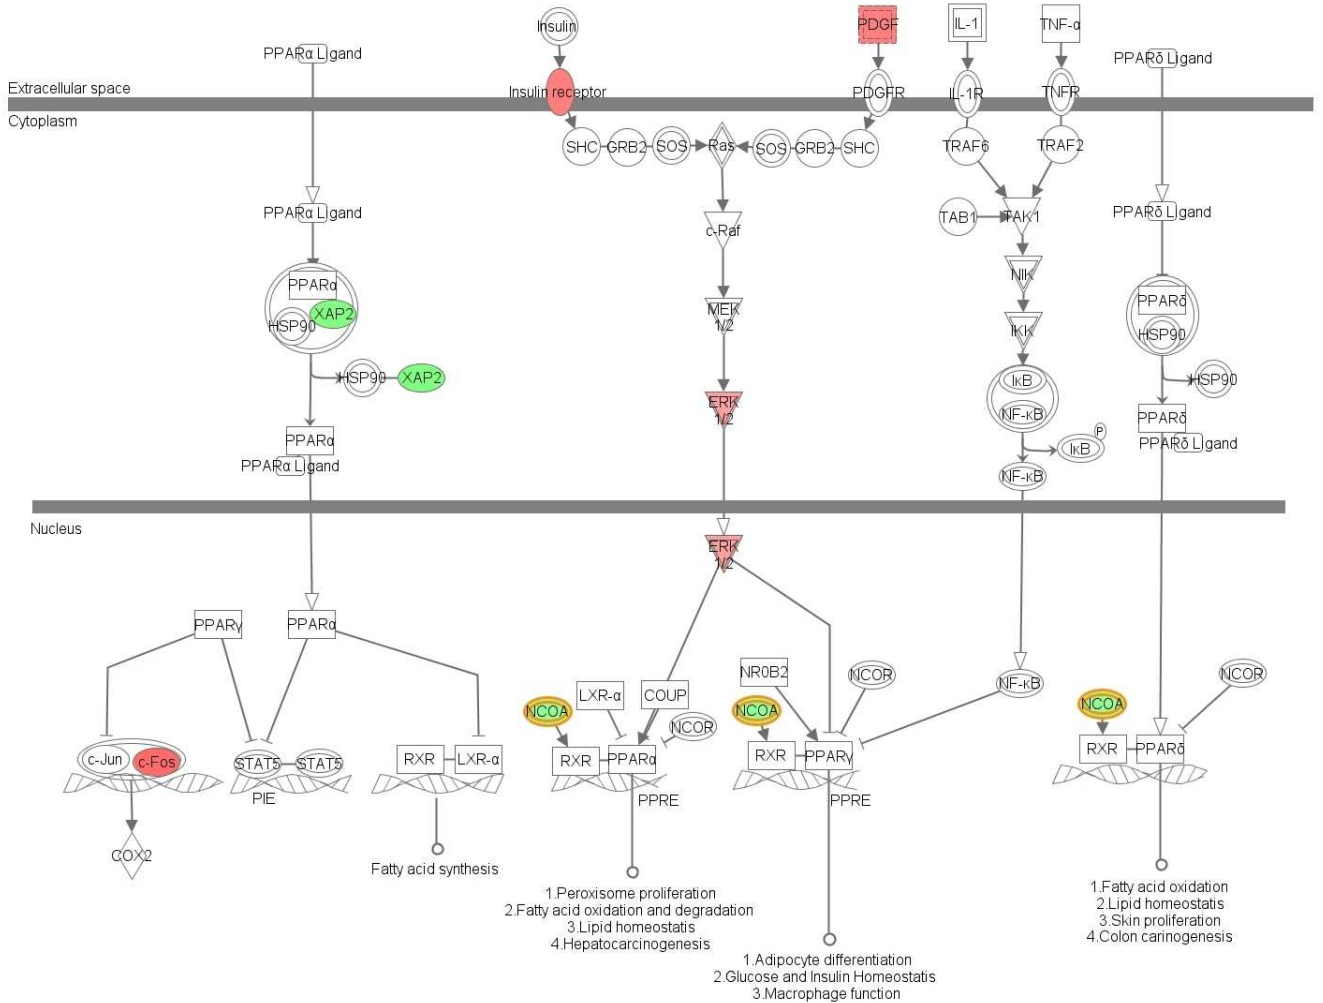 Insulin
PDGF
IL-1
TNF-α
PPARα Ligand
PPARδ Ligand
Extracellular space
Insulin receptor
PDGFR
IL-1R
TNFR
Cytoplasm
SHC
GRB2
SOS
Ras
SOS
GRB2
SHC
TRAF6
TRAF2
PPARα Ligand
TAB1
TAK1
PPARδ Ligand
c-Raf
NIK
PPARα
XAP2
HSP90
MEK
1/2
IKK
PPARδ
HSP90
HSP90
XAP2
IκB
NF-κB
HSP90
ERK
1/2
PPARδ
PPARδ Ligand
P
IκB
PPARα
PPARα Ligand
NF-κB
Nucleus
ERK
1/2
PPARγ
PPARα
NCOA
LXR-α
COUP
NCOR
NR0B2
NCOA
NCOR
NF-κB
NCOA
NCOR
c-Jun
c-Fos
STAT5
STAT5
RXR
LXR-α
RXR
PPARα
RXR
PPARγ
RXR
PPARδ
PIE
PPRE
PPRE
COX2
Fatty acid synthesis
1.Peroxisome proliferation
2.Fatty acid oxidation and degradation
3.Lipid homeostatis
4.Hepatocarcinogenesis
1.Adipocyte differentiation
2.Glucose and Insulin Homeostatis
3.Macrophage function
1.Fatty acid oxidation
2.Lipid homeostatis
3.Skin proliferation
4.Colon carinogenesis